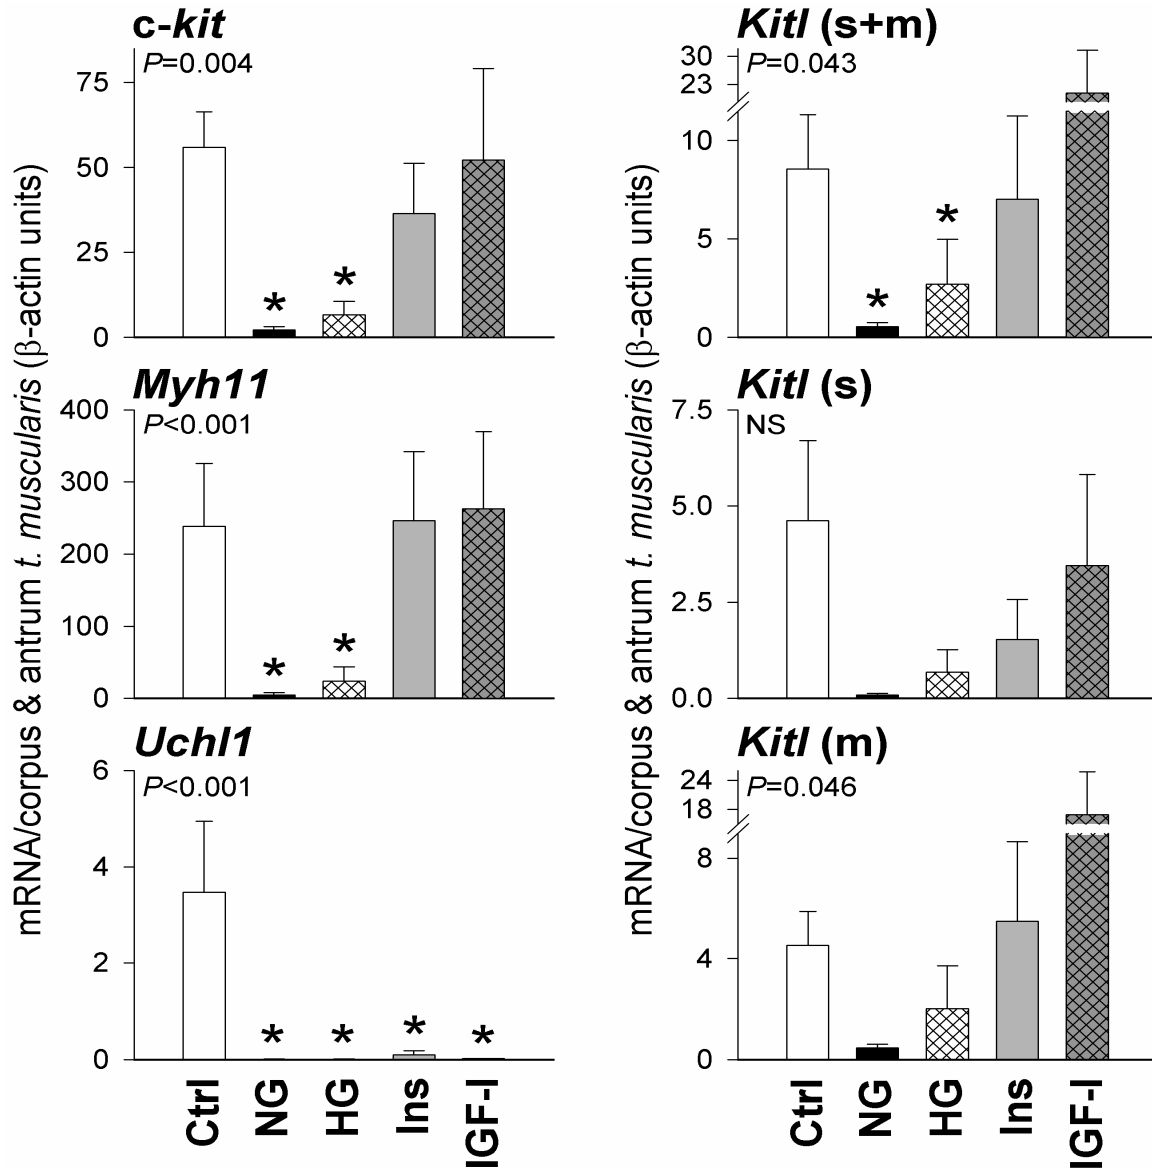 c-kit
P=0.004
75
50
25
0
Kitl (s+m)
P=0.043
30
23
10
5
0
* *
* *
Myh11
P<0.001
400
300
200
100
0
* *
Kitl (s)
NS
7.5
5.0
2.5
0.0
Uchl1
P<0.001
6
4
2
0
* * * *
Kitl (m)
P=0.046
24
18
8
4
0
mRNA/corpus & antrum t. muscularis (β-actin units)
mRNA/corpus & antrum t. muscularis (β-actin units)
Ctrl NG HG Ins IGF-I
Ctrl NG HG Ins IGF-I